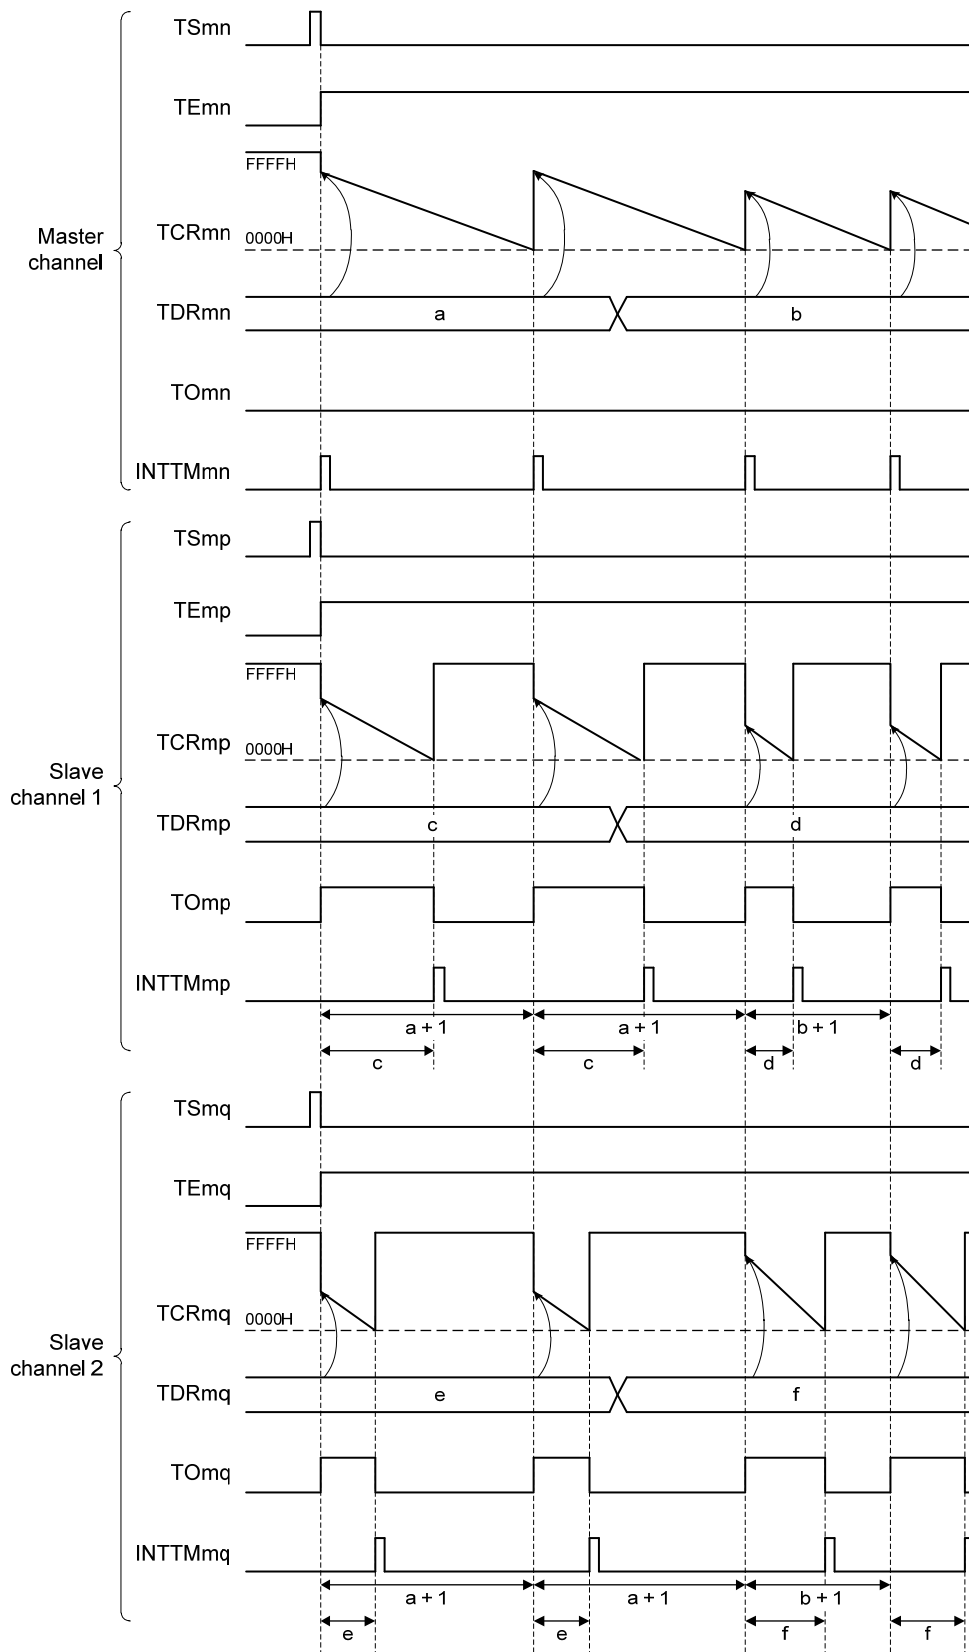 TSmn
TEmn
FFFFH
Master
channel
TCRmn
0000H
TDRmn
a
b
TOmn
INTTMmn
TSmp
TEmp
FFFFH
TCRmp
0000H
Slave
channel 1
TDRmp
c
d
TOmp
INTTMmp
a + 1
a + 1
b + 1
c
c
d
d
TSmq
TEmq
FFFFH
TCRmq
0000H
Slave
channel 2
TDRmq
e
f
TOmq
INTTMmq
a + 1
a + 1
b + 1
e
e
f
f